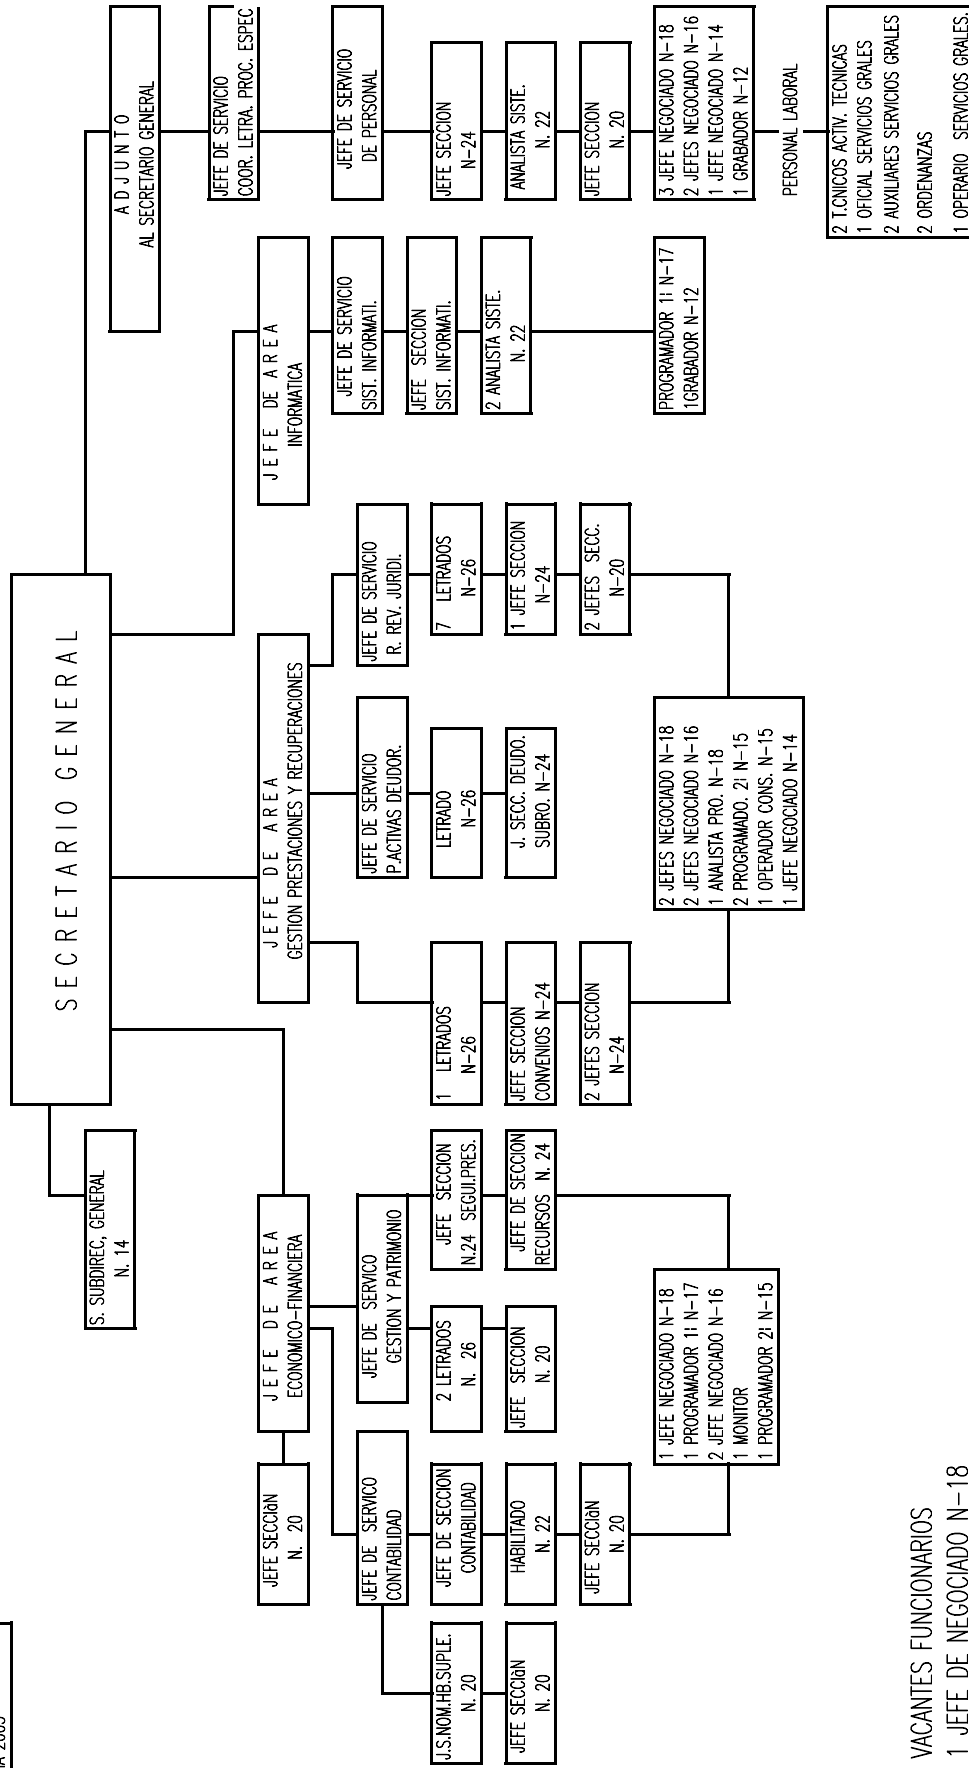 SECRETARIO GENERAL
S. SUBDIREC, GENERAL
N. 14
ADJUNTO
AL SECRETARIO GENERAL
JEFE DE SERVICIO
COOR. LETRA. PROC. ESPEC
JEFE DE SERVICIO
DE PERSONAL
JEFE SECCION
N-24
ANALISTA SISTE.
N. 22
JEFE SECCION
N. 20
3 JEFE NEGOCIADO N-18
2 JEFES NEGOCIADO N-16
1 JEFE NEGOCIADO N-14
1 GRABADOR N-12
PERSONAL LABORAL
2 T.CNICOS ACTIV. TECNICAS
1 OFICIAL SERVICIOS GRALES
2 AUXILIARES SERVICIOS GRALES
2 ORDENANZAS
1 OPERARIO SERVICIOS GRALES.
JEFE DE AREA
INFORMATICA
JEFE DE SERVICIO
SIST. INFORMATI.
JEFE SECCION
SIST. INFORMATI.
2 ANALISTA SISTE.
N. 22
PROGRAMADOR 1¦ N-17
1GRABADOR N-12
JEFE DE AREA
GESTION PRESTACIONES Y RECUPERACIONES
JEFE DE SERVICIO
R. REV. JURIDI.
7 LETRADOS
N-26
1 JEFE SECCION
N-24
2 JEFES SECC.
N-20
JEFE DE SERVICIO
P.ACTIVAS DEUDOR.
LETRADO
N-26
J. SECC. DEUDO.
SUBRO. N-24
1 LETRADOS
N-26
JEFE SECCION
CONVENIOS N-24
2 JEFES SECCION
N-24
2 JEFES NEGOCIADO N-18
2 JEFES NEGOCIADO N-16
1 ANALISTA PRO. N-18
2 PROGRAMADO. 2¦ N-15
1 OPERADOR CONS. N-15
1 JEFE NEGOCIADO N-14
JEFE DE AREA
ECONOMICO-FINANCIERA
JEFE SECCIàN
N. 20
JEFE DE SERVICO
GESTION Y PATRIMONIO
JEFE SECCION
N.24 SEGUI.PRES.
JEFE DE SECCION
RECURSOS N. 24
2 LETRADOS
N. 26
JEFE SECCION
N. 20
JEFE DE SERVICO
CONTABILIDAD
JEFE DE SECCION
CONTABILIDAD
HABILITADO
N. 22
JEFE SECCIàN
N. 20
J.S.NOM.HB.SUPLE.
N. 20
JEFE SECCIàN
N. 20
1 JEFE NEGOCIADO N-18
1 PROGRAMADOR 1¦ N-17
2 JEFE NEGOCIADO N-16
1 MONITOR
1 PROGRAMADOR 2¦ N-15
VACANTES FUNCIONARIOS
1 JEFE DE NEGOCIADO N-18